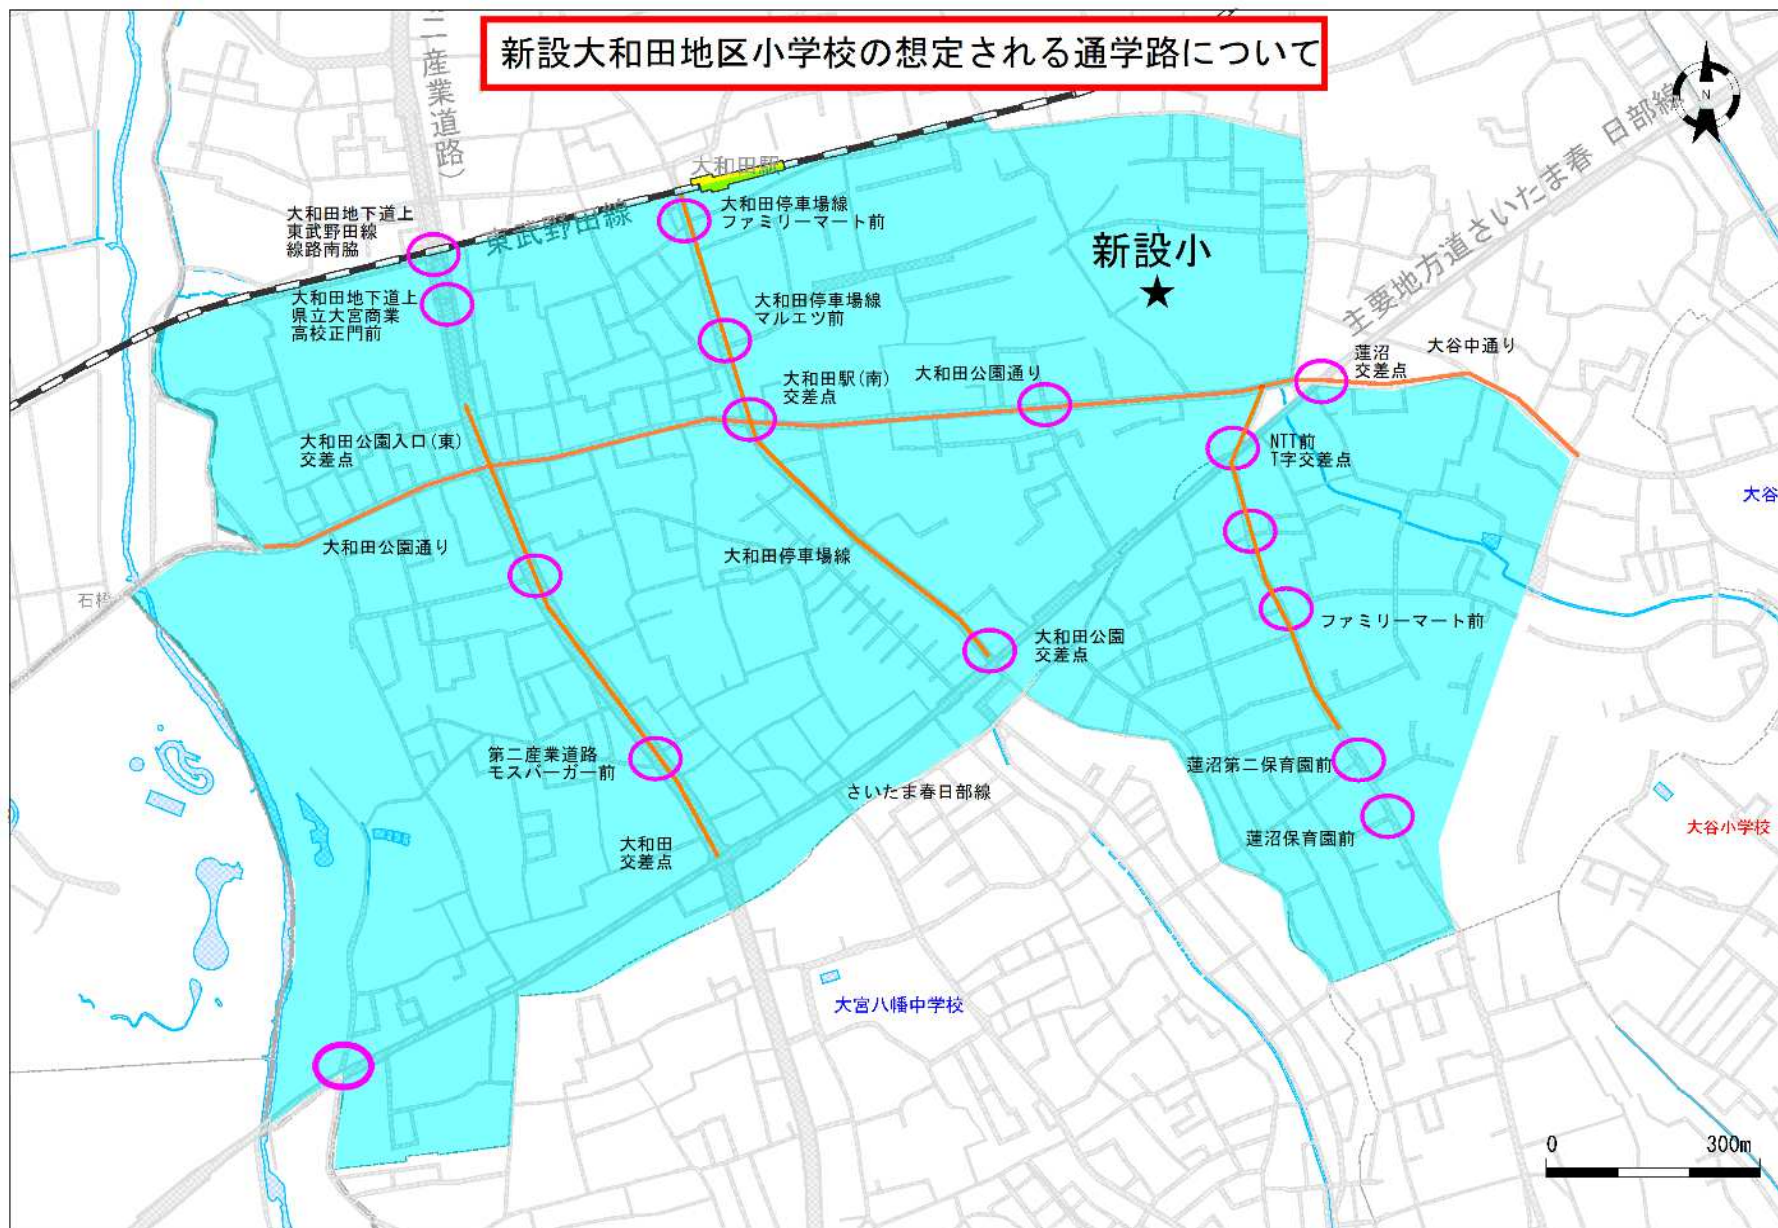 新設大和田地区小学校の想定される通学路について
二産業道路)
N
大和田駅
東武野田線
主要地方道さいたま春 日部線
大和田地下道上
東武野田線
線路南脇
大和田停車場線
ファミリーマート前
新設小
★
大和田地下道上
県立大宮商業
高校正門前
大和田停車場線
マルエツ前
蓮沼
交差点
大谷中通り
大和田駅(南)
交差点
大和田公園通り
大和田公園入口(東)
交差点
NTT前
T字交差点
大谷
大和田公園通り
大和田停車場線
石橋
ファミリーマート前
大和田公園
交差点
第二産業道路
モスバーガー前
蓮沼第二保育園前
さいたま春日部線
大谷小学校
大和田
交差点
蓮沼保育園前
大宮八幡中学校
0 300m